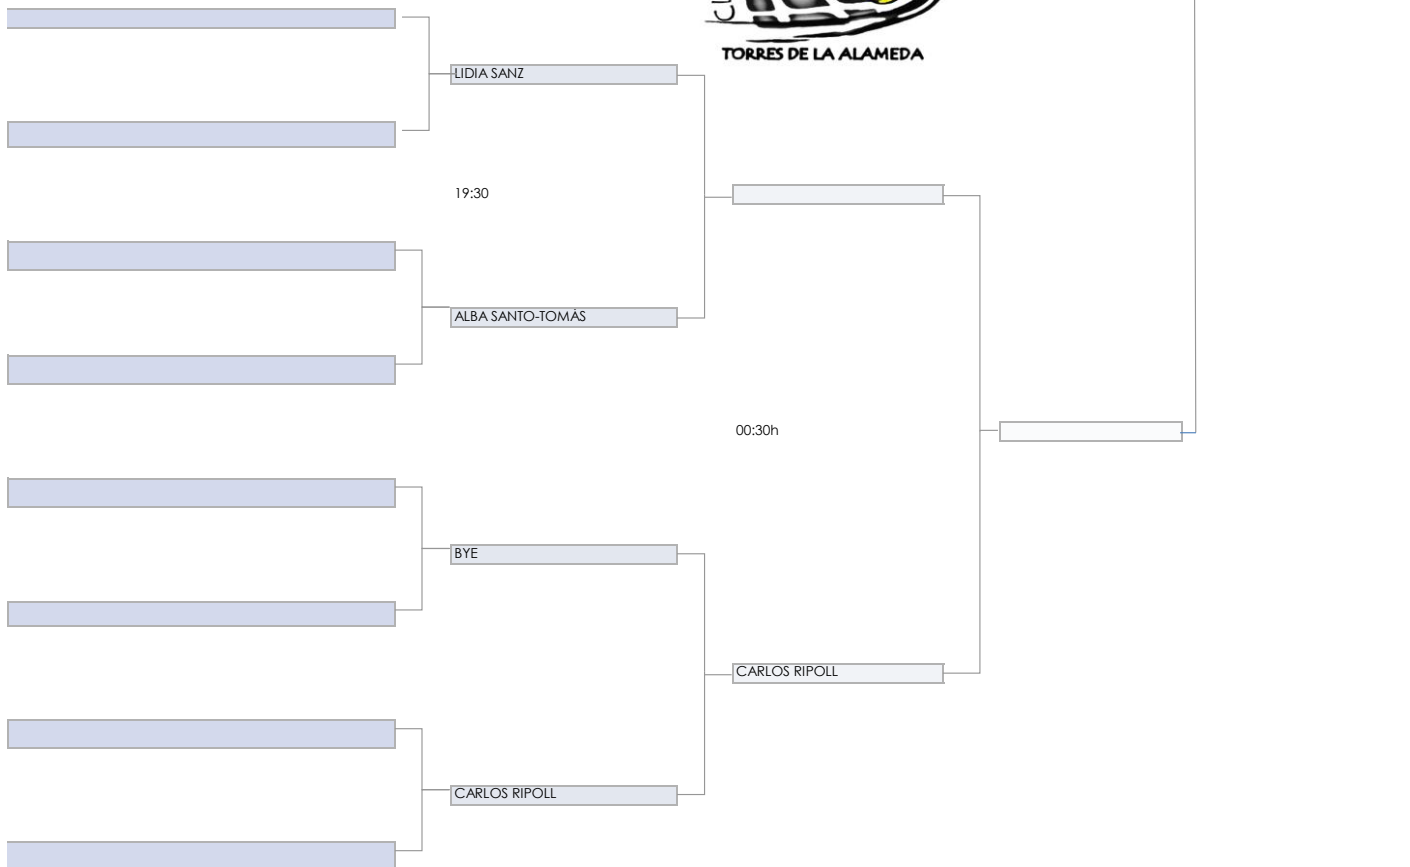 TORRES DE LA ALAMEDA
LIDIA SANZ
19:30
ALBA SANTO-TOMÁS
00:30h
BYE
CARLOS RIPOLL
CARLOS RIPOLL